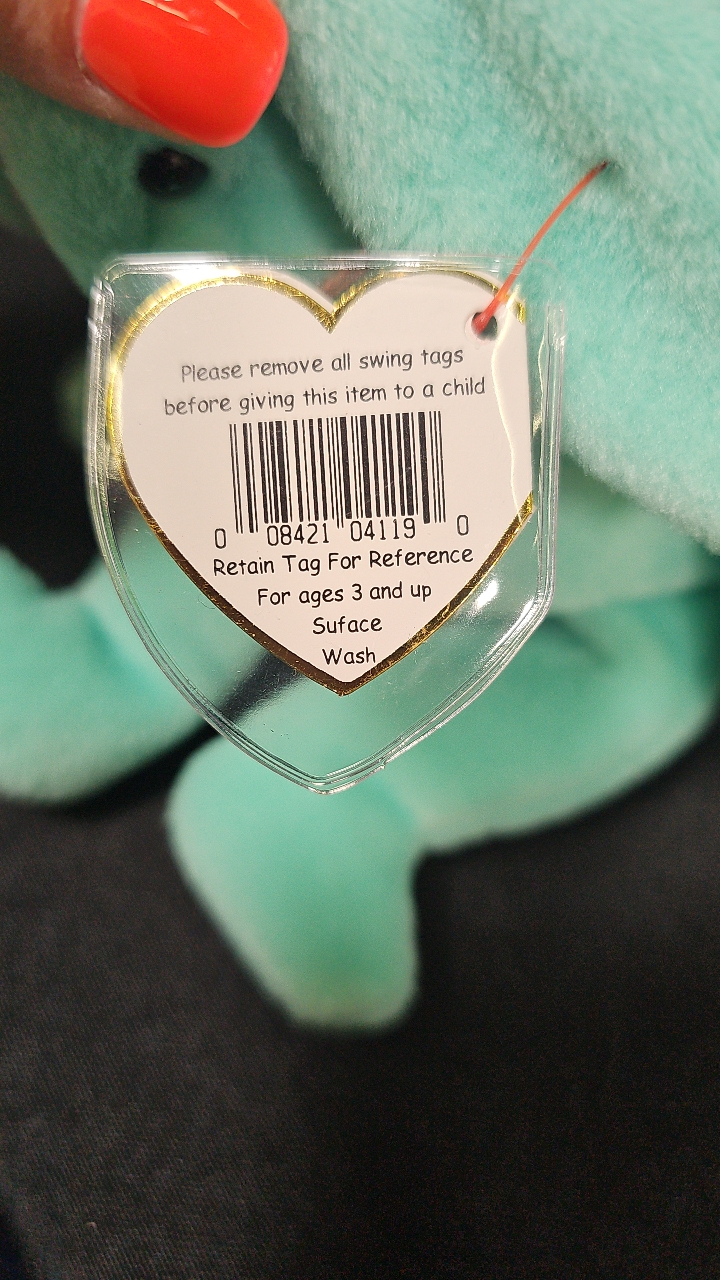 Please remove all swing tags
before giving this item to a child
0 08421 04119 0
Retain Tag For Reference
For ages 3 and up
Suface
Wash